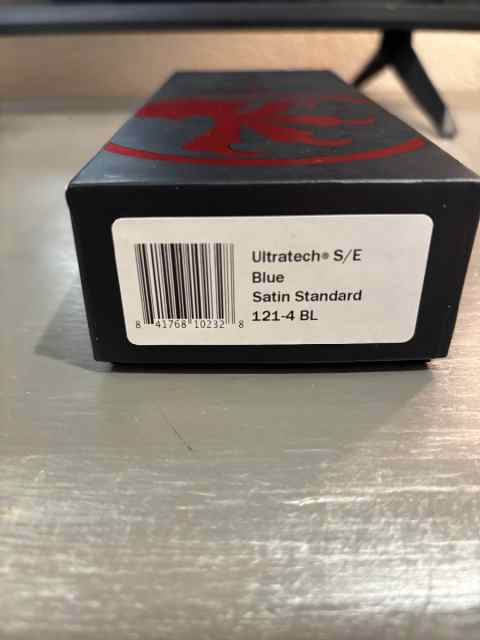 Ultratech® S/E
Blue
Satin Standard
121-4 BL
8 41768 10232 8